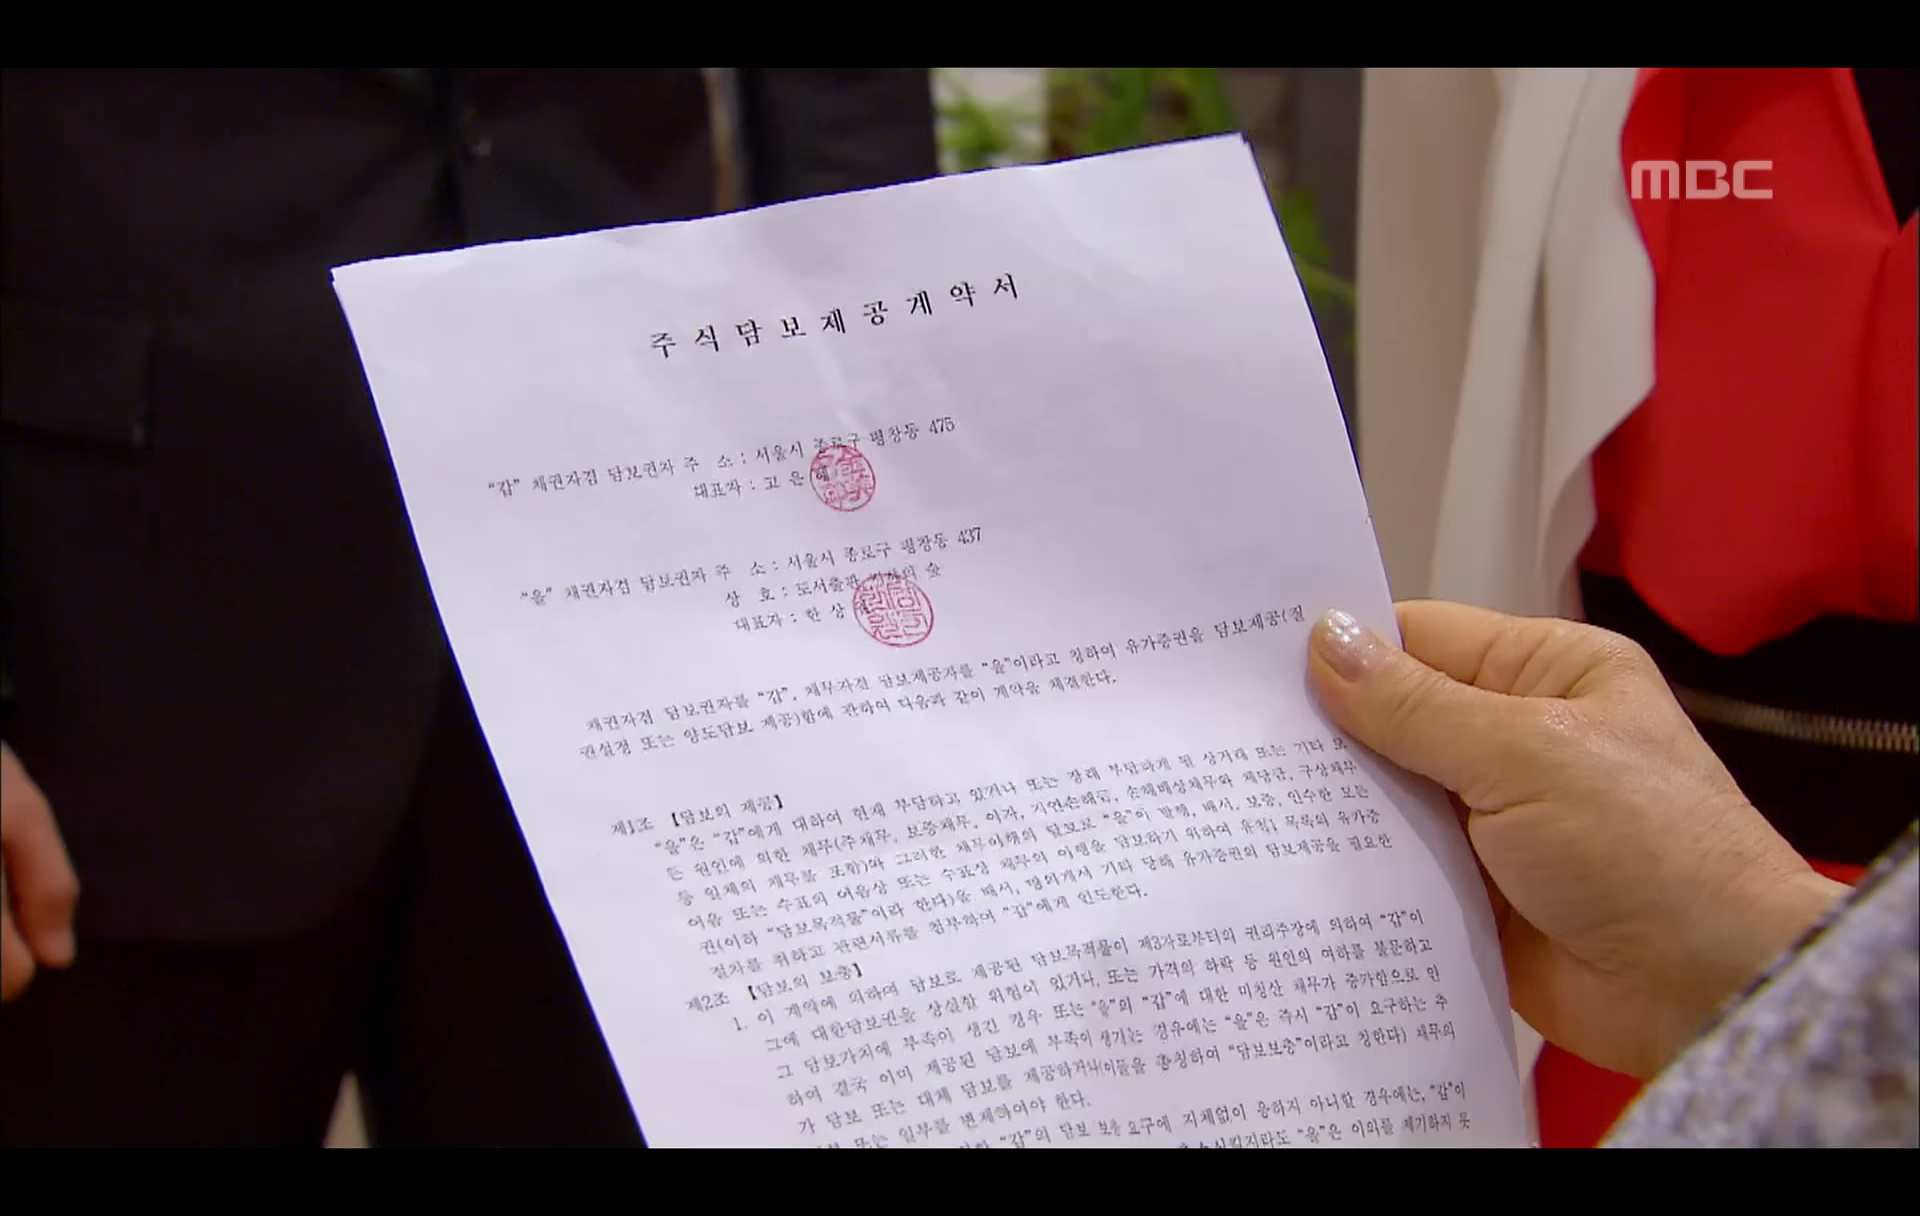 MBC
주식담보제공계약서
“갑” 채권자겸 담보권자 주 소 : 서울시 종로구 평창동 475
대표자 : 고 은
“을” 채권자겸 담보권자 주 소 : 서울시 종로구 평창동 437
상 호 : 도서출판 의 숲
대표자 : 한 상
채권자겸 담보권자를 “갑”, 채무자겸 담보제공자를 “을”이라고 칭하여 유가증권을 담보제공(질
권설정 또는 양도담보 제공)함에 관하여 다음과 같이 계약을 체결한다.
제1조 【담보의 제공】
“을”은 “갑”에게 대하여 현재 부담하고 있거나 또는 장래 부담하게 될 상거래 또는 기타 모
든 원인에 의한 채무(주채무, 보증채무, 이자, 지연손해금, 손해배상채무와 체당금, 구상채무
등 일체의 채무를 포함)와 그러한 채무이행의 담보로 “을”이 발행, 배서, 보증, 인수한 모든
어음 또는 수표의 어음상 또는 수표상 채무의 이행을 담보하기 위하여 유첨 목록의 유가증
권(이하 “담보목적물”이라 한다)을 배서, 명의개서 기타 당해 유가증권의 담보제공을 필요한
절차를 취하고 관련서류를 첨부하여 “갑”에게 인도한다.
제2조 【담보의 보충】
1. 이 계약에 의하여 담보로 제공된 담보목적물이 제3자로부터의 권리주장에 의하여 “갑”이
그에 대한담보권을 상실할 위험이 있거나, 또는 가격의 하락 등 원인의 여하를 불문하고
그 담보가치에 부족이 생긴 경우 또는 “을”의 “갑”에 대한 미청산 채무가 증가함으로 인
하여 결국 이미 제공된 담보에 부족이 생기는 경우에는 “을”은 즉시 “갑”이 요구하는 추
가 담보 또는 대체 담보를 제공하거나(이들을 총칭하여 “담보보충”이라고 칭한다) 채무의
또는 일부를 변제하여야 한다.
“갑”의 담보 보충 요구에 지체없이 응하지 아니할 경우에는, “갑”이
“을”은 이의를 제기하지 못